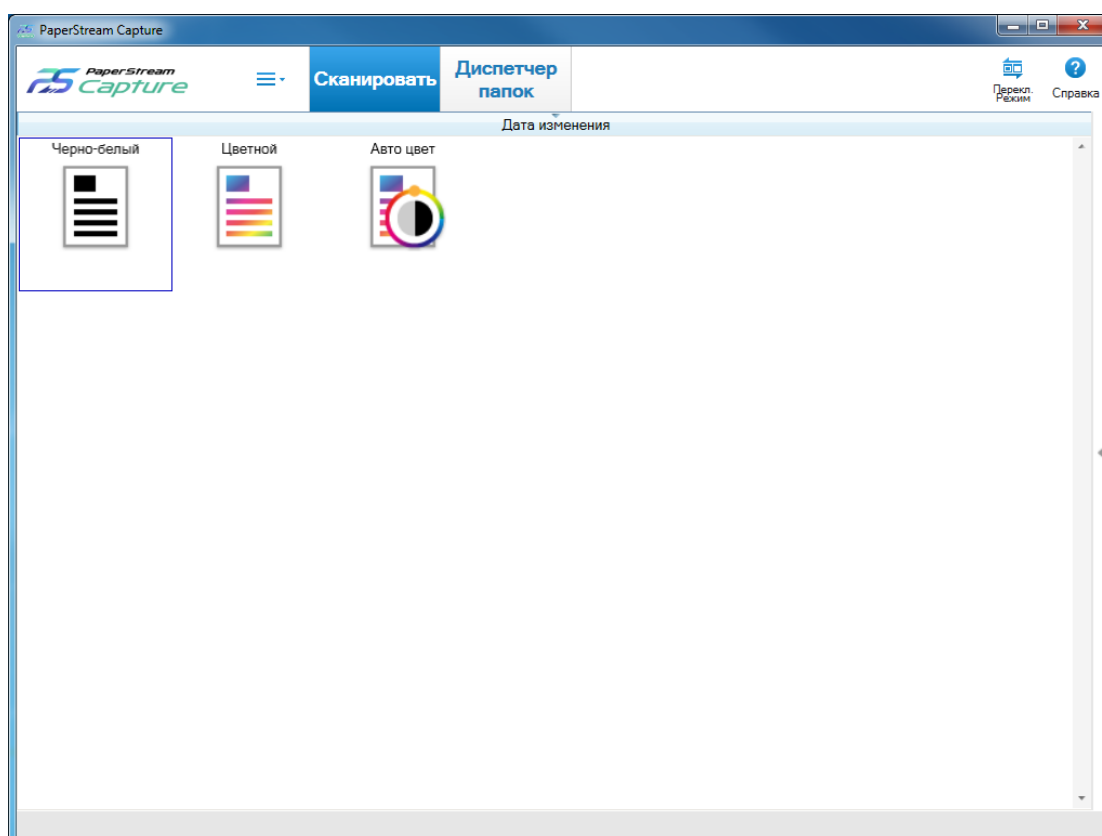 PaperStream Capture
PaperStream
Capture
Сканировать
Диспетчер
папок
Перекл.
Режим
Справка
Дата изменения
Черно-белый
Цветной
Авто цвет